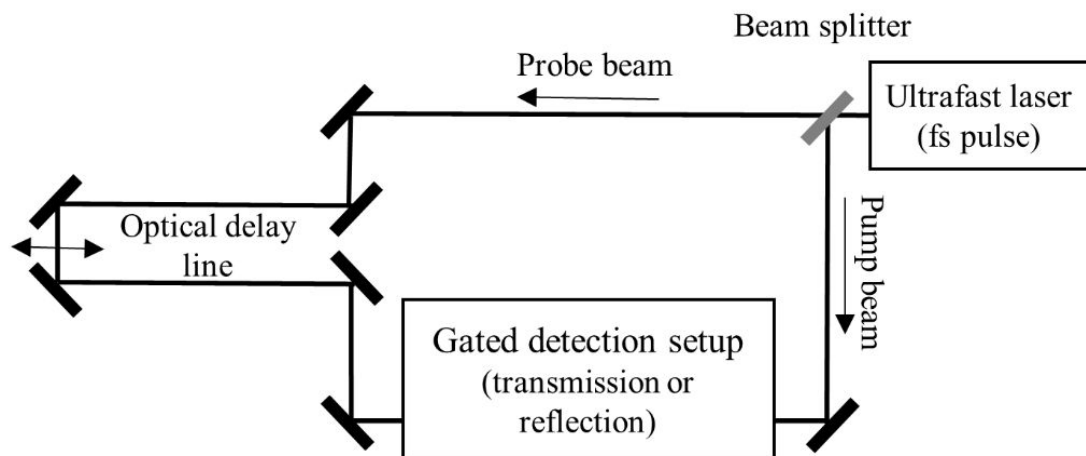 Beam splitter
Probe beam
Ultrafast laser
(fs pulse)
Pump beam
Optical delay
line
Gated detection setup
(transmission or
reflection)